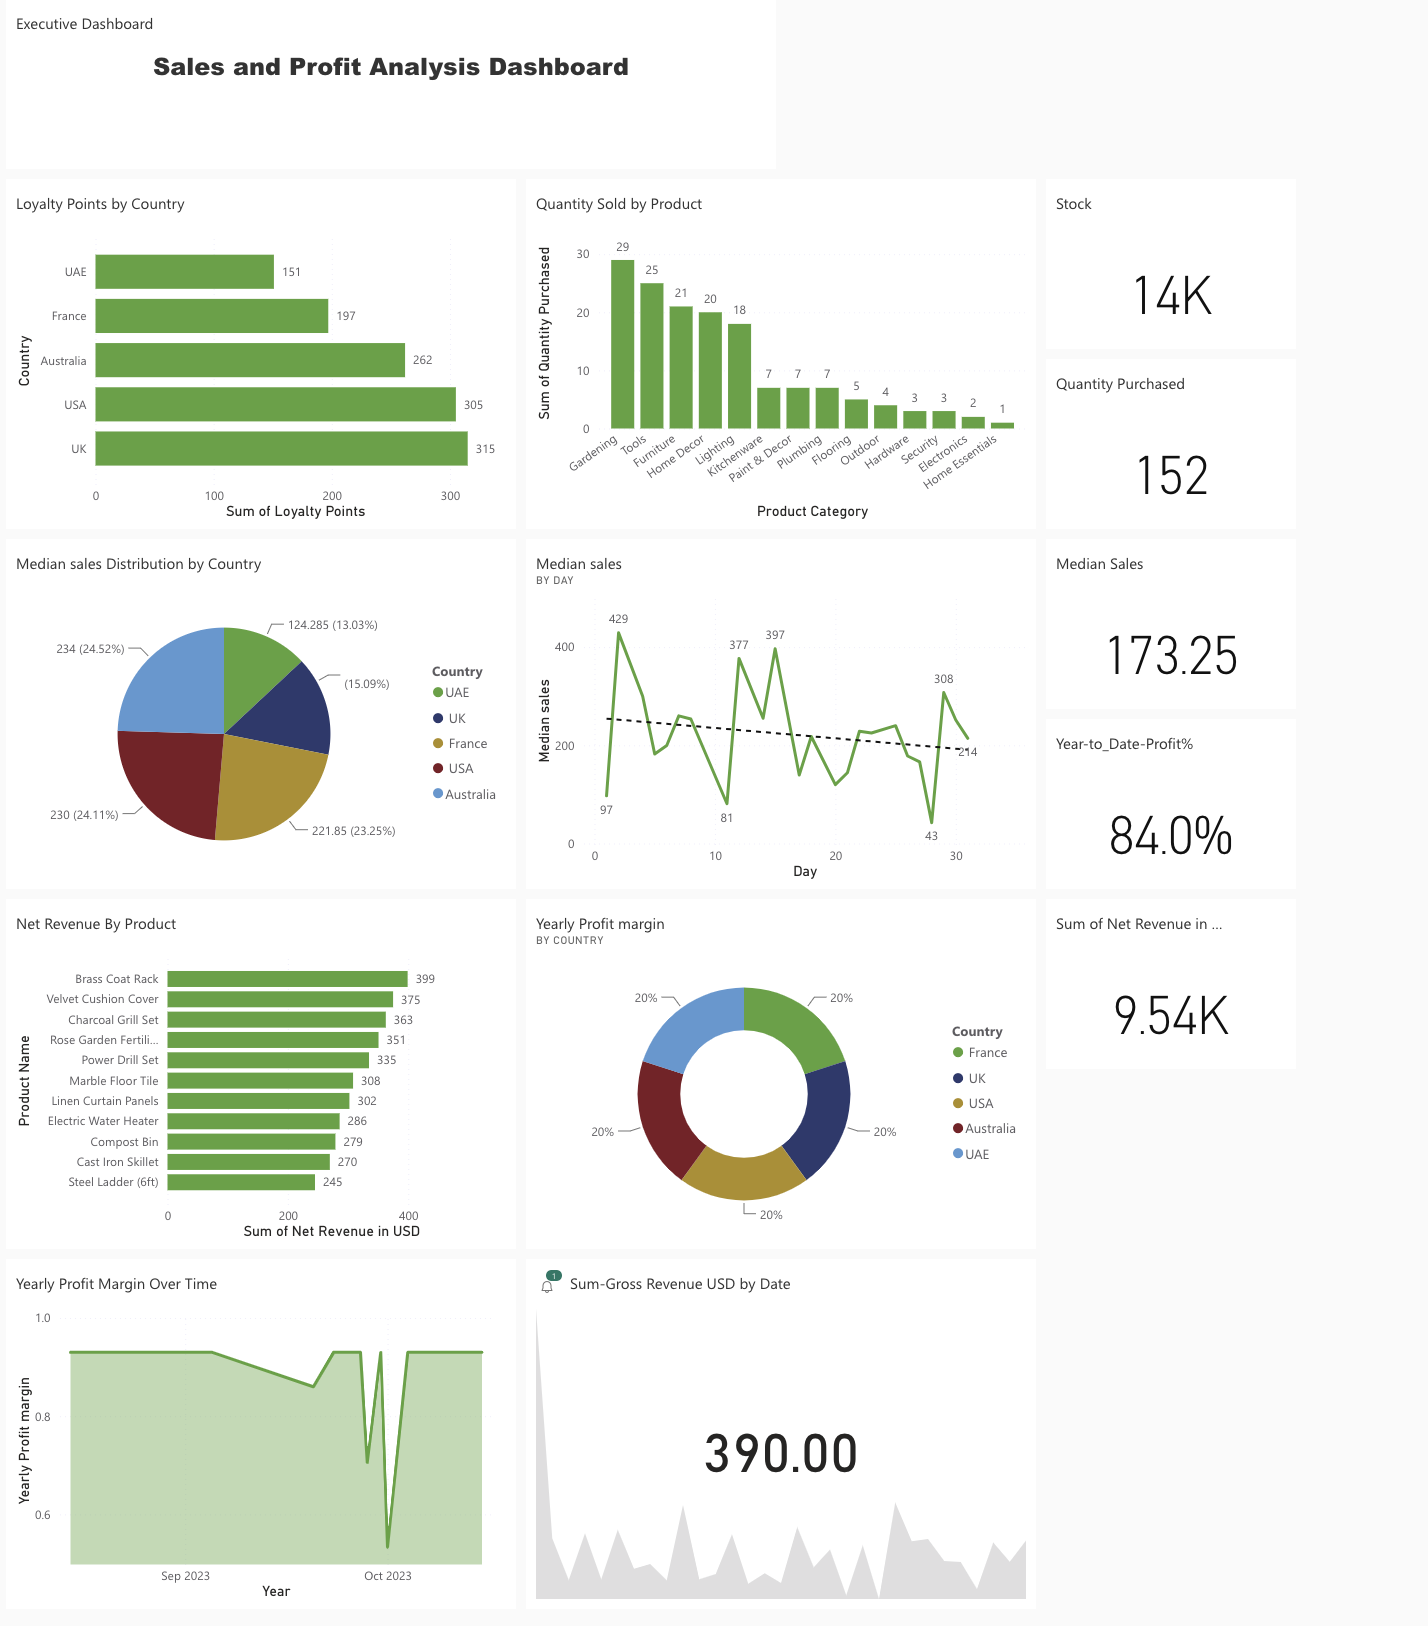 Executive Dashboard
Sales and Profit Analysis Dashboard
Loyalty Points by Country
Country
UAE
151
France
197
Australia
262
USA
305
UK
315
0 100 200 300
Sum of Loyalty Points
Quantity Sold by Product
Sum of Quantity Purchased
30
20
10
0
29 25 21 20 18 7 7 7 5 4 3 3 2 1
Gardening
Tools
Furniture
Home Decor
Lighting
Kitchenware
Paint & Decor
Plumbing
Flooring
Outdoor
Hardware
Security
Electronics
Home Essentials
Product Category
Stock
14K
Quantity Purchased
152
Median sales Distribution by Country
124.285 (13.03%)
(15.09%)
221.85 (23.25%)
230 (24.11%)
234 (24.52%)
Country
UAE
UK
France
USA
Australia
Median sales
BY DAY
Median sales
400
200
0
429
97
81
377
397
43
308
214
0 10 20 30
Day
Median Sales
173.25
Year-to_Date-Profit%
84.0%
Net Revenue By Product
Product Name
Brass Coat Rack 399
Velvet Cushion Cover 375
Charcoal Grill Set 363
Rose Garden Fertili... 351
Power Drill Set 335
Marble Floor Tile 308
Linen Curtain Panels 302
Electric Water Heater 286
Compost Bin 279
Cast Iron Skillet 270
Steel Ladder (6ft) 245
0 200 400
Sum of Net Revenue in USD
Yearly Profit margin
BY COUNTRY
20%
20%
20%
20%
20%
Country
France
UK
USA
Australia
UAE
Sum of Net Revenue in ...
9.54K
Yearly Profit Margin Over Time
Yearly Profit margin
1.0
0.8
0.6
Sep 2023 Oct 2023
Year
1
Sum-Gross Revenue USD by Date
390.00